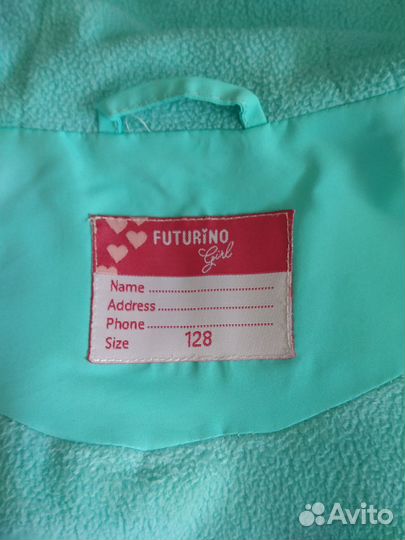 FUTURINO
Girl
Name ........................
Address ...................
Phone ......................
Size 128
Avito